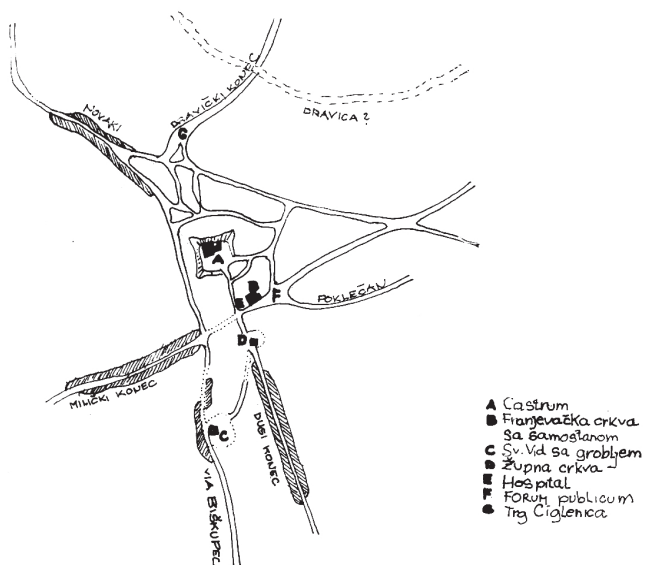 NOVAKI
DRAVIČKI KONEC
DRAVICA ?
G
A
B
E
F
POKLEČAN
D
MILIČKI KONEC
C
DUGI KONEC
VIA BIŠKUPEC
A Castrum
B Franjevačka crkva
sa samostanom
C Sv. Vid sa grobljem
D Župna crkva
E Hospital
F FORUM publicum
G Trg Ciglenica